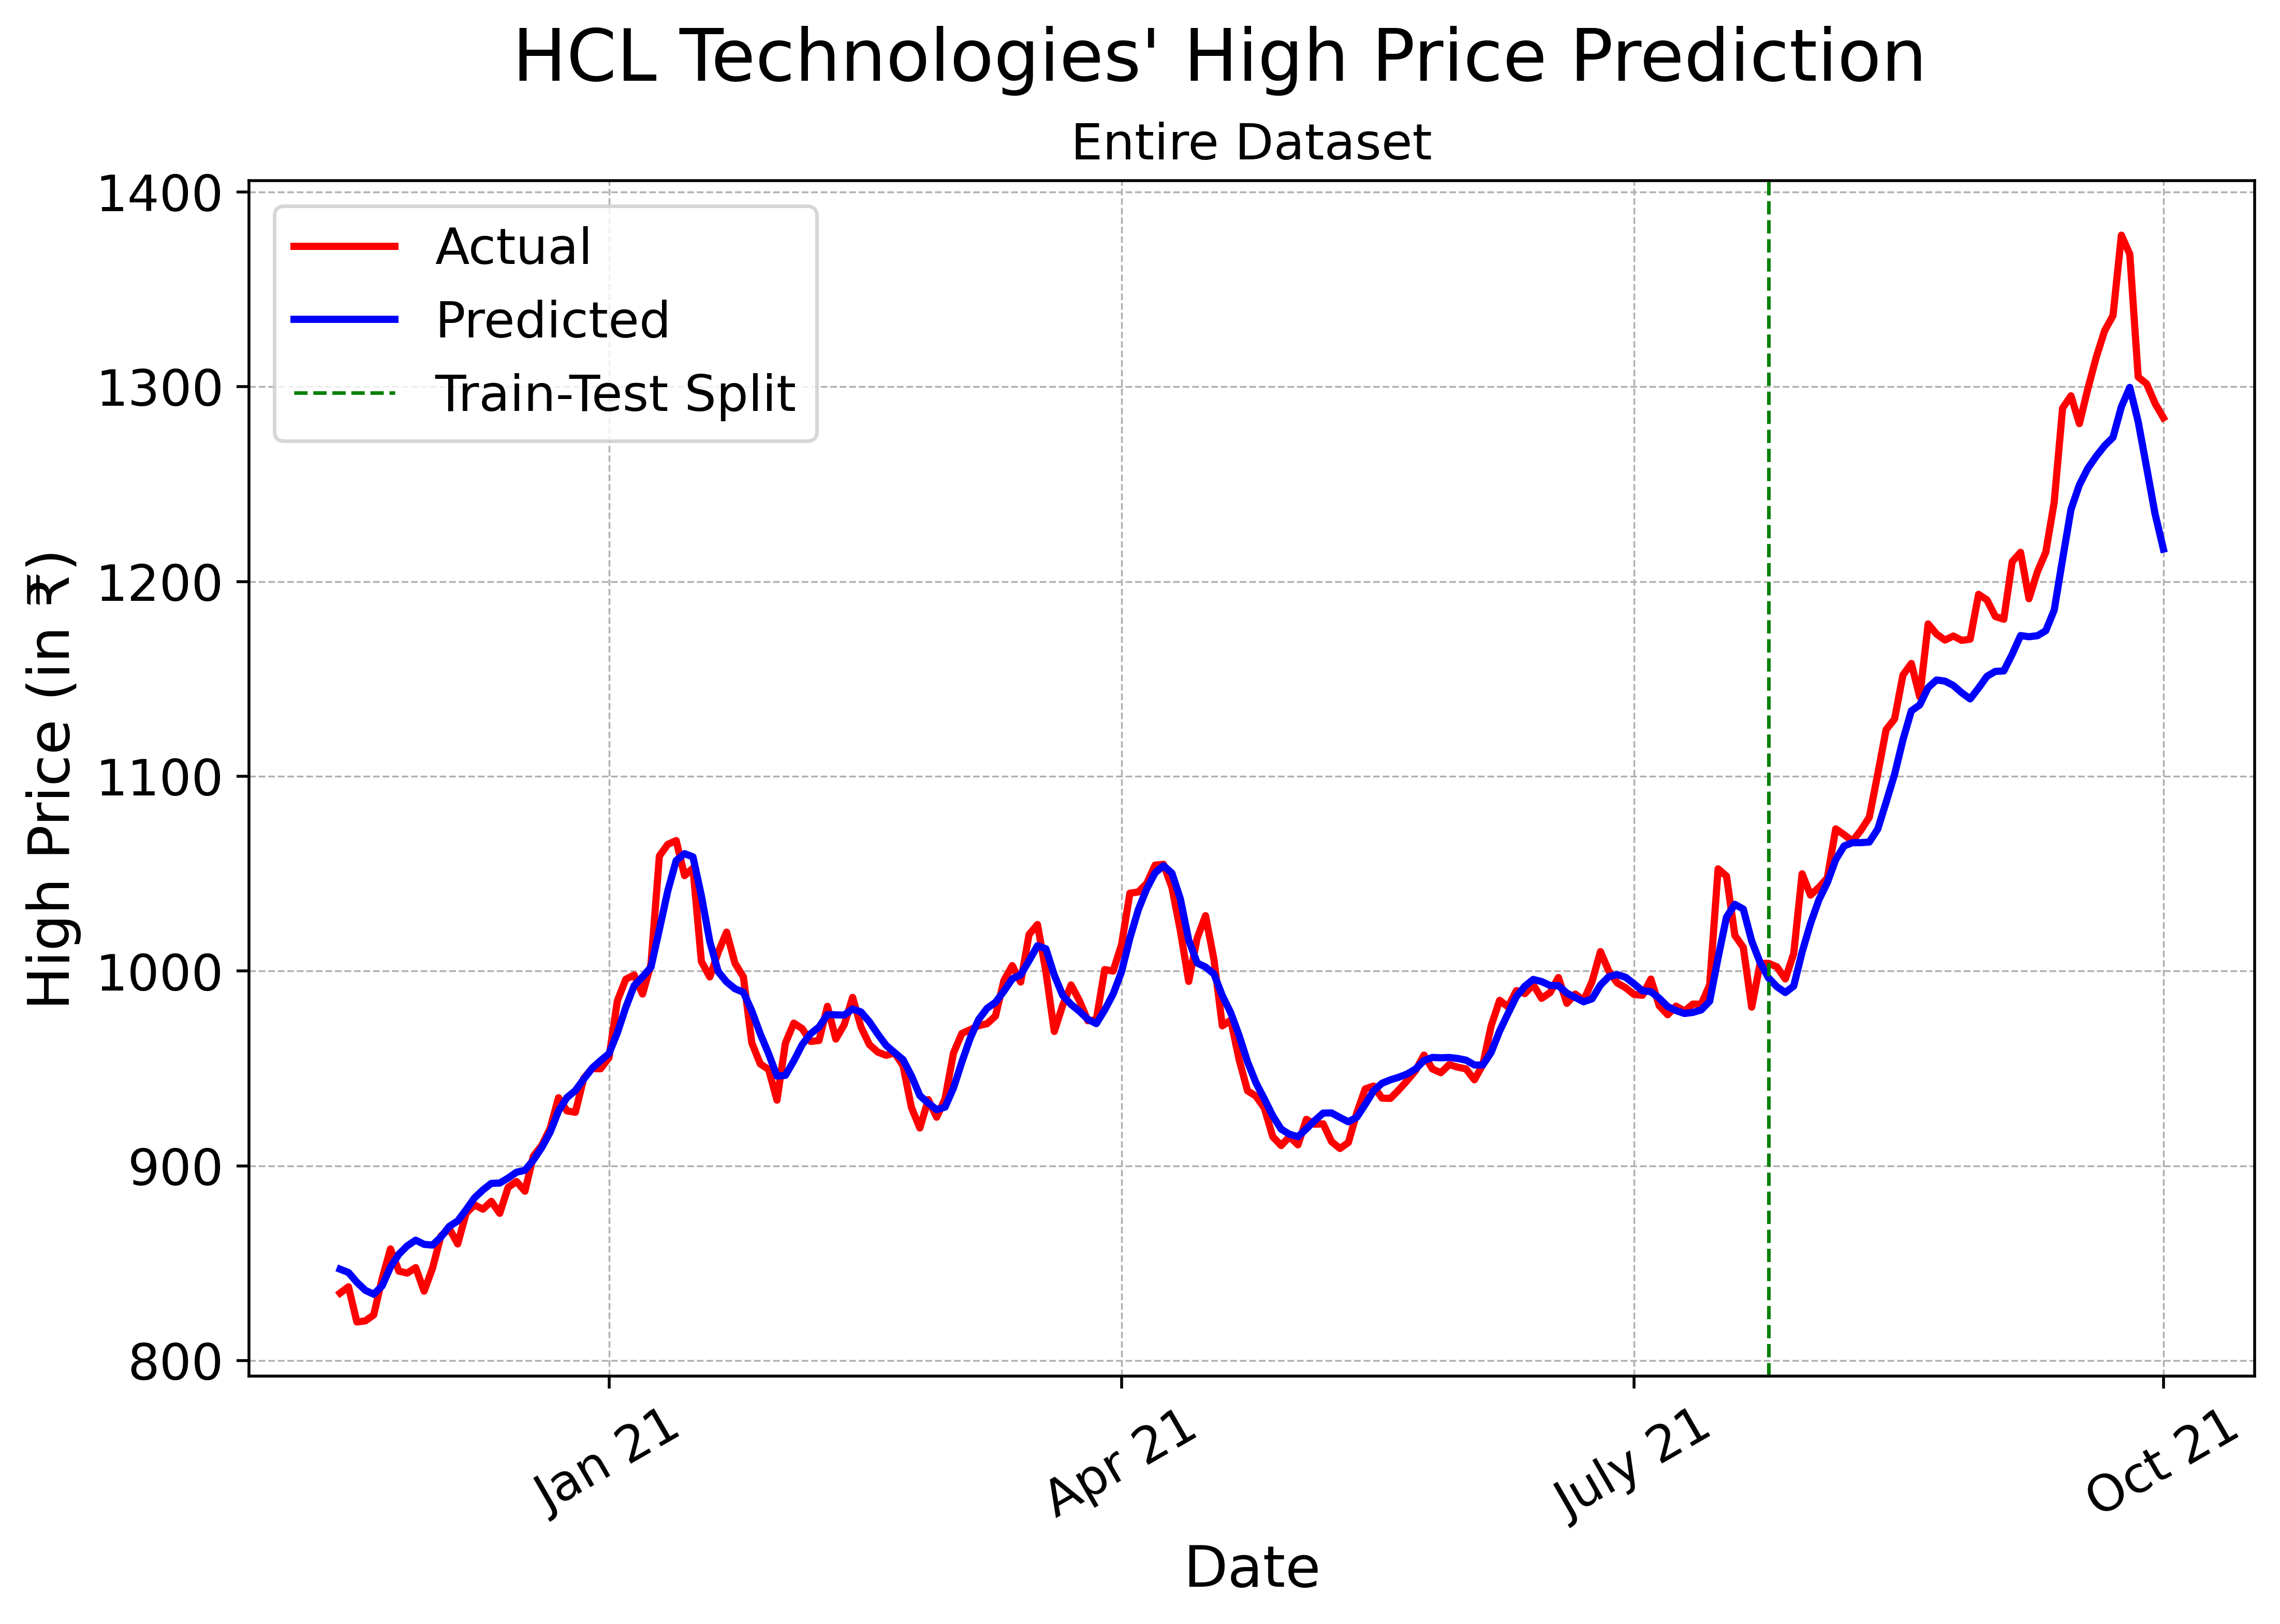 HCL Technologies' High Price Prediction
Entire Dataset
Actual
Predicted
Train-Test Split
High Price (in ₹)
1400
1300
1200
1100
1000
900
800
Jan 21
Apr 21
July 21
Oct 21
Date